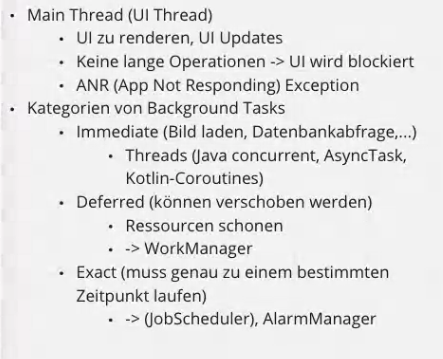 • Main Thread (UI Thread)
• UI zu renderen, UI Updates
• Keine lange Operationen -> UI wird blockiert
• ANR (App Not Responding) Exception
• Kategorien von Background Tasks
• Immediate (Bild laden, Datenbankabfrage,...)
• Threads (Java concurrent, AsyncTask,
Kotlin-Coroutines)
• Deferred (können verschoben werden)
• Ressourcen schonen
• -> WorkManager
• Exact (muss genau zu einem bestimmten
Zeitpunkt laufen)
• -> (JobScheduler), AlarmManager